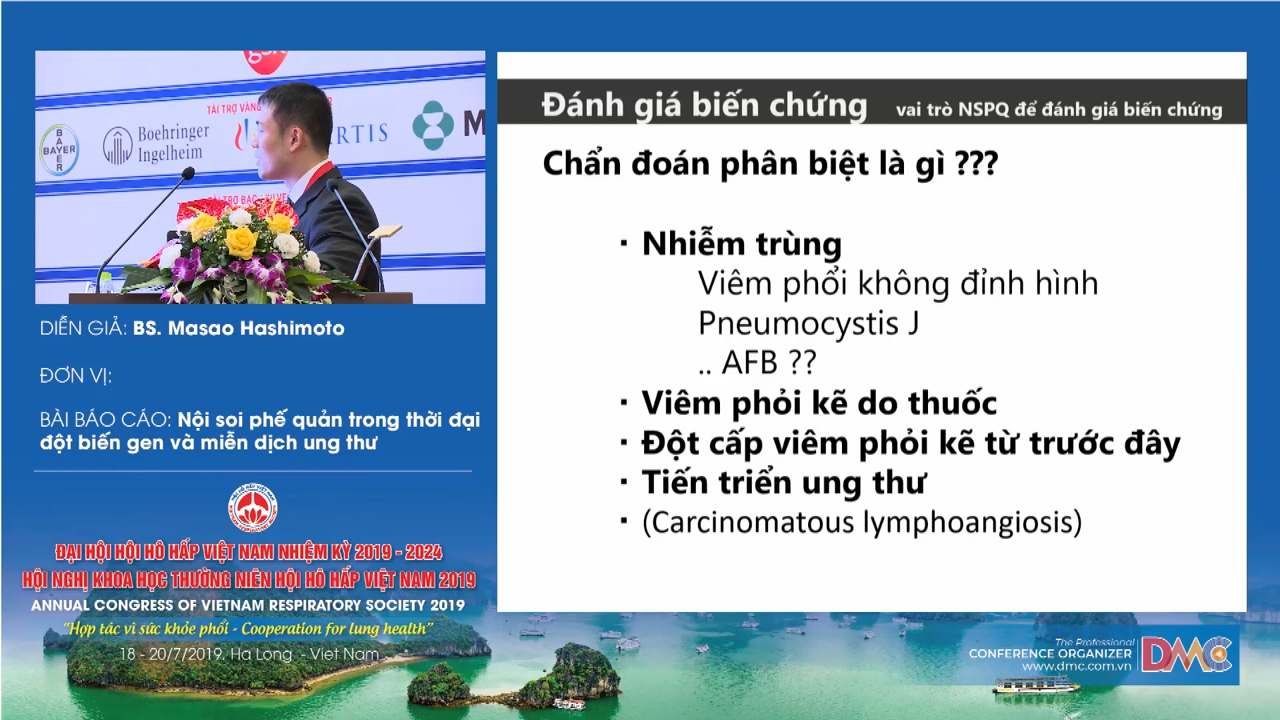 gsk
TÀI TRỢ VÀNG
BAYER
BAYER
Boehringer
Ingelheim
RTIS
M
DIỄN GIẢ: BS. Masao Hashimoto
ĐƠN VỊ:
BÀI BÁO CÁO: Nội soi phế quản trong thời đại
đột biến gen và miễn dịch ung thư
ĐẠI HỘI HỘI HÔ HẤP VIỆT NAM NHIỆM KỲ 2019 - 2024
HỘI NGHỊ KHOA HỌC THƯỜNG NIÊN HỘI HÔ HẤP VIỆT NAM 2019
ANNUAL CONGRESS OF VIETNAM RESPIRATORY SOCIETY 2019
"Hợp tác vì sức khỏe phổi - Cooperation for lung health"
18 - 20/7/2019. Ha Long - Viet Nam
Đánh giá biến chứng vai trò NSPQ để đánh giá biến chứng
Chẩn đoán phân biệt là gì ???
· Nhiễm trùng
Viêm phổi không đỉnh hình
Pneumocystis J
.. AFB ??
· Viêm phỏi kẽ do thuốc
· Đột cấp viêm phỏi kẽ từ trước đây
· Tiến triển ung thư
· (Carcinomatous lymphoangiosis)
The Professional
CONFERENCE ORGANIZER
www.dmc.com.vn
DMC